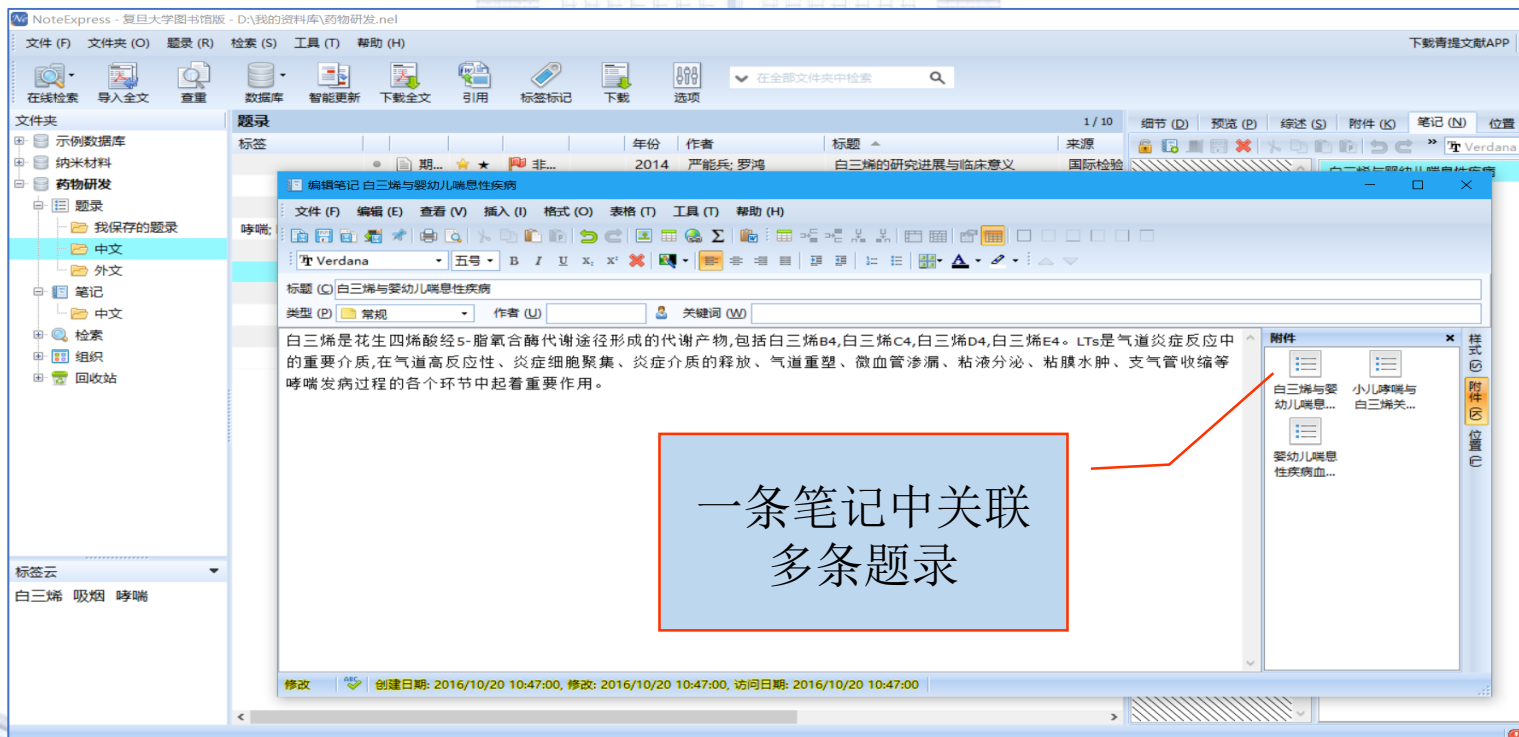 NoteExpress - 复旦大学图书馆版 - D:\我的资料库\药物研发.nel
文件 (F) 文件夹 (O) 题录 (R) 检索 (S) 工具 (T) 帮助 (H) 下载青提文献APP
在线检索 导入全文 查重 数据库 智能更新 下载全文 引用 标签标记 下载 选项 在全部文件夹中检索
文件夹
示例数据库
纳米材料
药物研发
题录
我保存的题录
中文
外文
笔记
中文
检索
组织
回收站
标签云
白三烯 吸烟 哮喘
题录 1 / 10
标签 年份 作者 标题 来源
期... 非... 2014 严能兵; 罗鸿 白三烯的研究进展与临床意义 国际检验
哮喘;
细节 (D) 预览 (P) 综述 (S) 附件 (K) 笔记 (N) 位置
Verdana
编辑笔记 白三烯与婴幼儿喘息性疾病
文件 (F) 编辑 (E) 查看 (V) 插入 (I) 格式 (O) 表格 (T) 工具 (T) 帮助 (H)
Verdana 五号 B I U x₂ x²
标题 (C) 白三烯与婴幼儿喘息性疾病
类型 (P) 常规 作者 (U) 关键词 (W)
白三烯是花生四烯酸经5-脂氧合酶代谢途径形成的代谢产物,包括白三烯B4,白三烯C4,白三烯D4,白三烯E4。LTs是气道炎症反应中
的重要介质,在气道高反应性、炎症细胞聚集、炎症介质的释放、气道重塑、微血管渗漏、粘液分泌、粘膜水肿、支气管收缩等
哮喘发病过程的各个环节中起着重要作用。
附件
白三烯与婴
幼儿喘息...
小儿哮喘与
白三烯关...
婴幼儿喘息
性疾病血...
样式 (S)
附件 (K)
位置 (L)
一条笔记中关联
多条题录
修改 创建日期: 2016/10/20 10:47:00, 修改: 2016/10/20 10:47:00, 访问日期: 2016/10/20 10:47:00